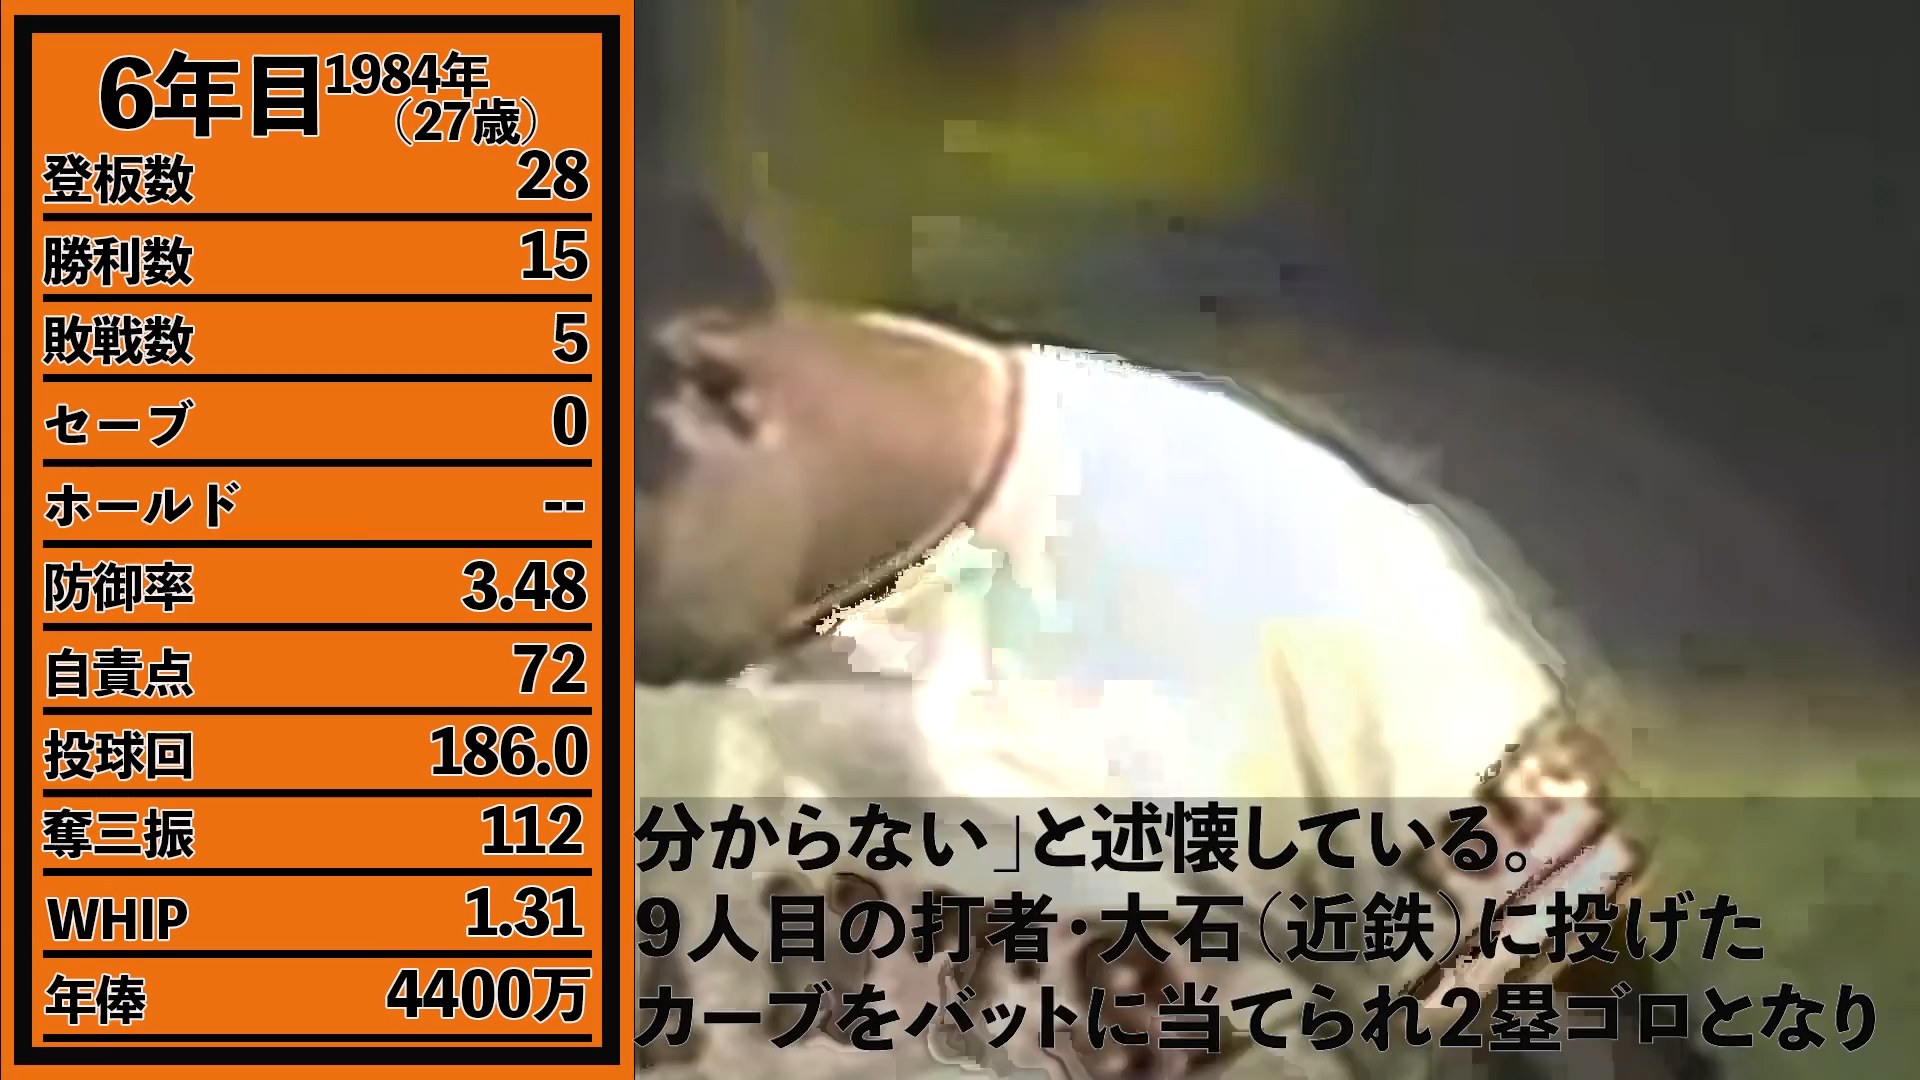 6年目 1984年
（27歳）
登板数 28
勝利数 15
敗戦数 5
セーブ 0
ホールド --
防御率 3.48
自責点 72
投球回 186.0
奪三振 112
WHIP 1.31
年俸 4400万
分からない」と述懐している。
9人目の打者・大石（近鉄）に投げた
カーブをバットに当てられ2塁ゴロとなり